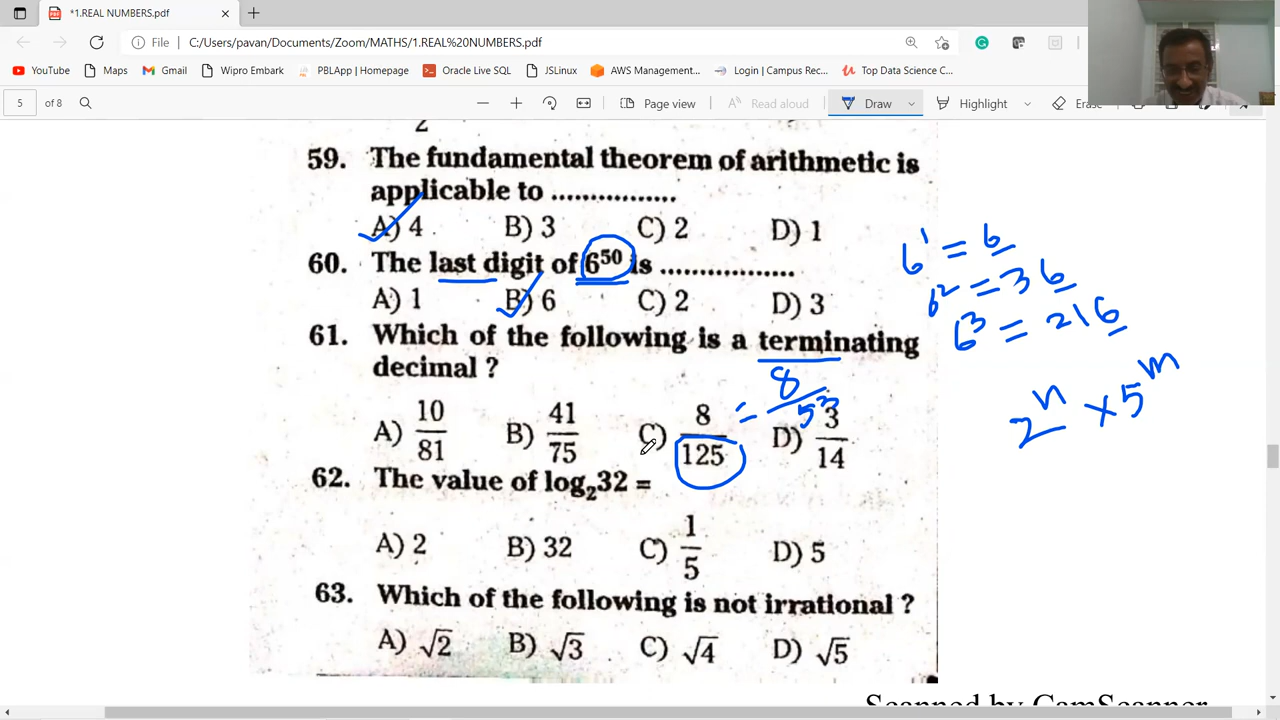 *1.REAL NUMBERS.pdf
File C:/Users/pavan/Documents/Zoom/MATHS/1.REAL%20NUMBERS.pdf
YouTube Maps Gmail Wipro Embark PBLApp | Homepage Oracle Live SQL JSLinux AWS Management... Login | Campus Rec... Top Data Science C...
5 of 8 Page view Read aloud Draw Highlight Erase
2
59. The fundamental theorem of arithmetic is
applicable to .................
A) 4 B) 3 C) 2 D) 1
60. The last digit of 6⁵⁰ is ..................
A) 1 B) 6 C) 2 D) 3
61. Which of the following is a terminating
decimal ?
A) 10/81 B) 41/75 C) 8/125 = 8/5³ D) 3/14
62. The value of log₂32 =
A) 2 B) 32 C) 1/5 D) 5
63. Which of the following is not irrational ?
A) √2 B) √3 C) √4 D) √5
6¹ = 6
6² = 36
6³ = 216
2ⁿ × 5ᵐ
Scanned by CamScanner